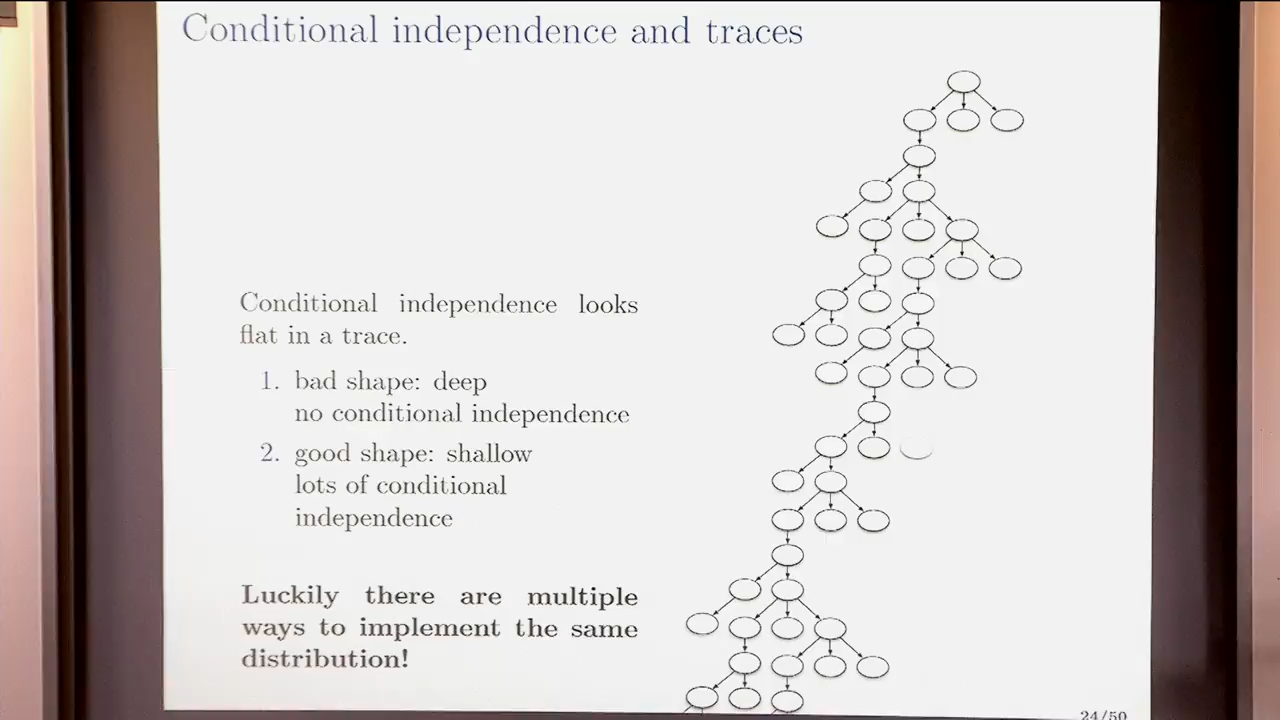 Conditional independence and traces
Conditional independence looks
flat in a trace.
1. bad shape: deep
no conditional independence
2. good shape: shallow
lots of conditional
independence
Luckily there are multiple
ways to implement the same
distribution!
24/50